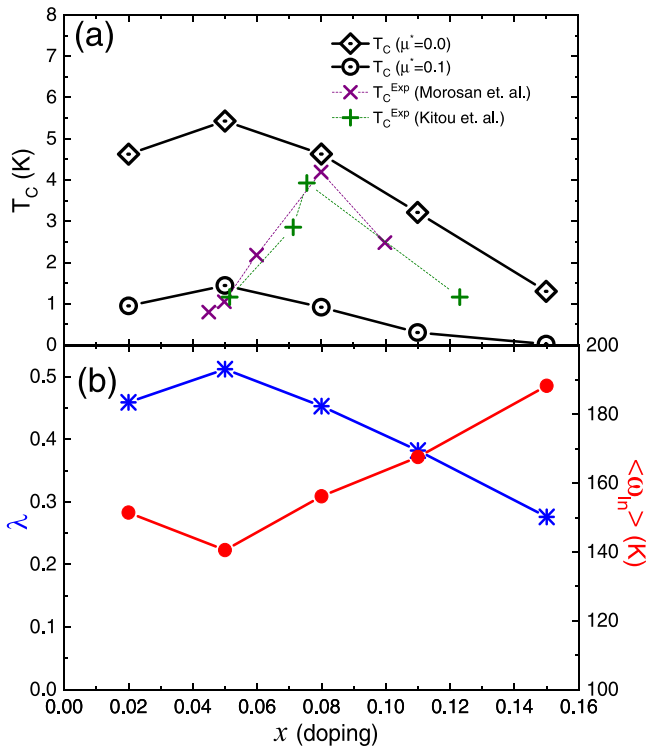 (a)
T_C (μ*=0.0)
T_C (μ*=0.1)
T_C^Exp (Morosan et. al.)
T_C^Exp (Kitou et. al.)
T_C (K)
8
7
6
5
4
3
2
1
0
(b)
0.5
0.4
0.3
0.2
0.1
0.0
λ
200
180
160
140
120
100
<ω_ln> (K)
0.00 0.02 0.04 0.06 0.08 0.10 0.12 0.14 0.16
x (doping)